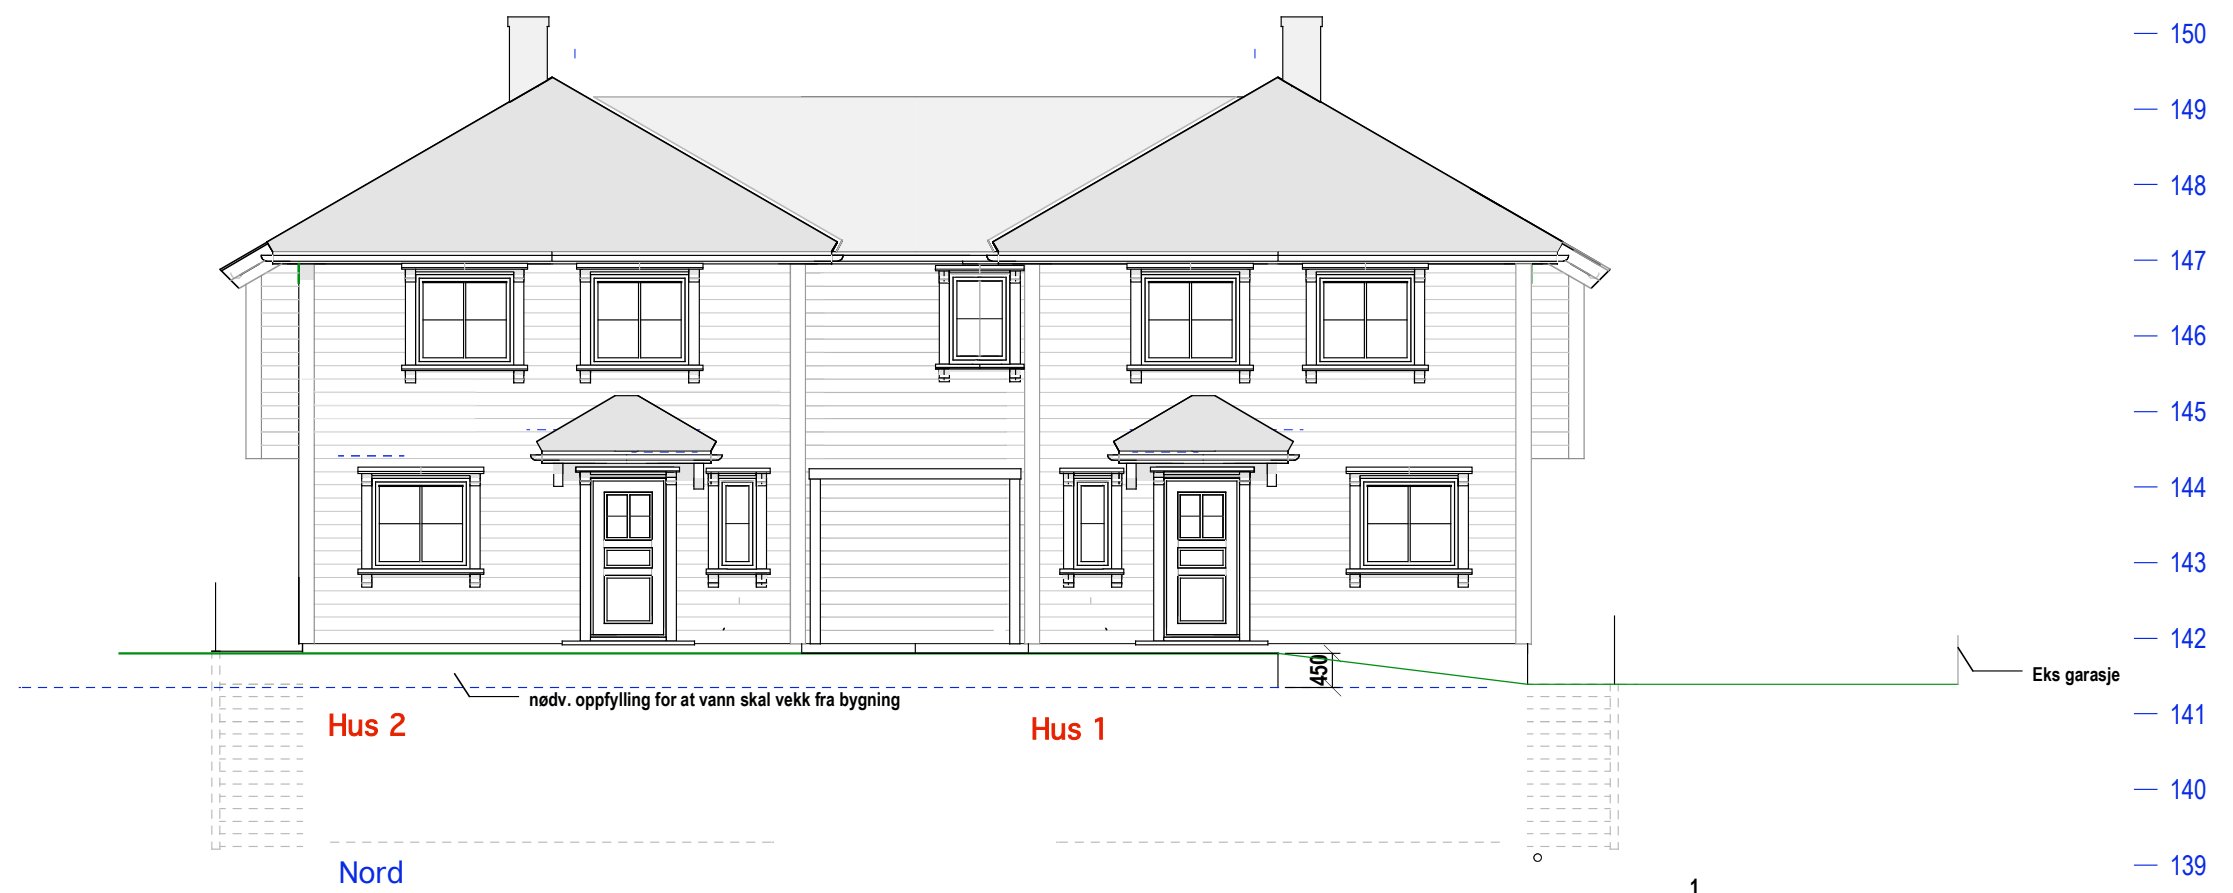 150
149
148
147
146
145
144
143
142
450
Eks garasje
nødv. oppfylling for at vann skal vekk fra bygning
Hus 2
Hus 1
141
140
139
Nord
1